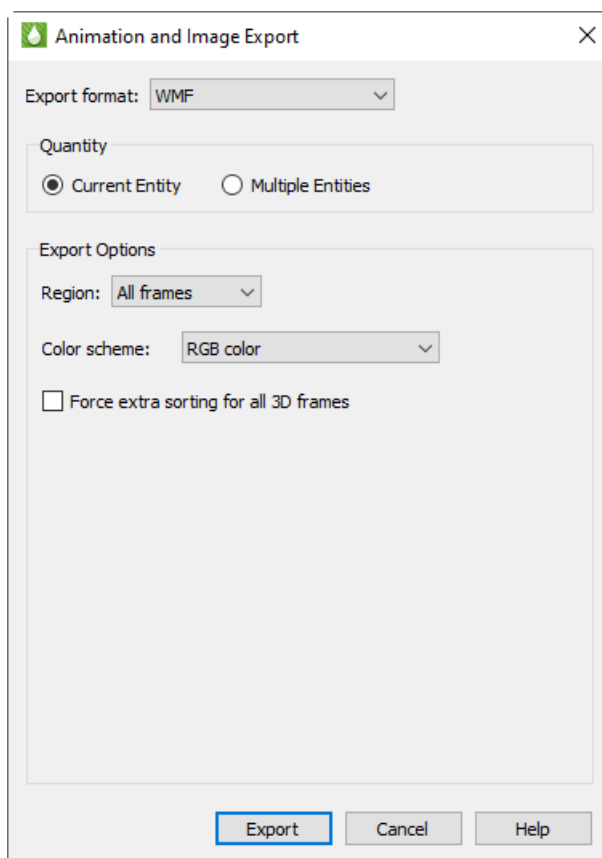 Animation and Image Export
Export format: WMF
Quantity
Current Entity Multiple Entities
Export Options
Region: All frames
Color scheme: RGB color
Force extra sorting for all 3D frames
Export Cancel Help